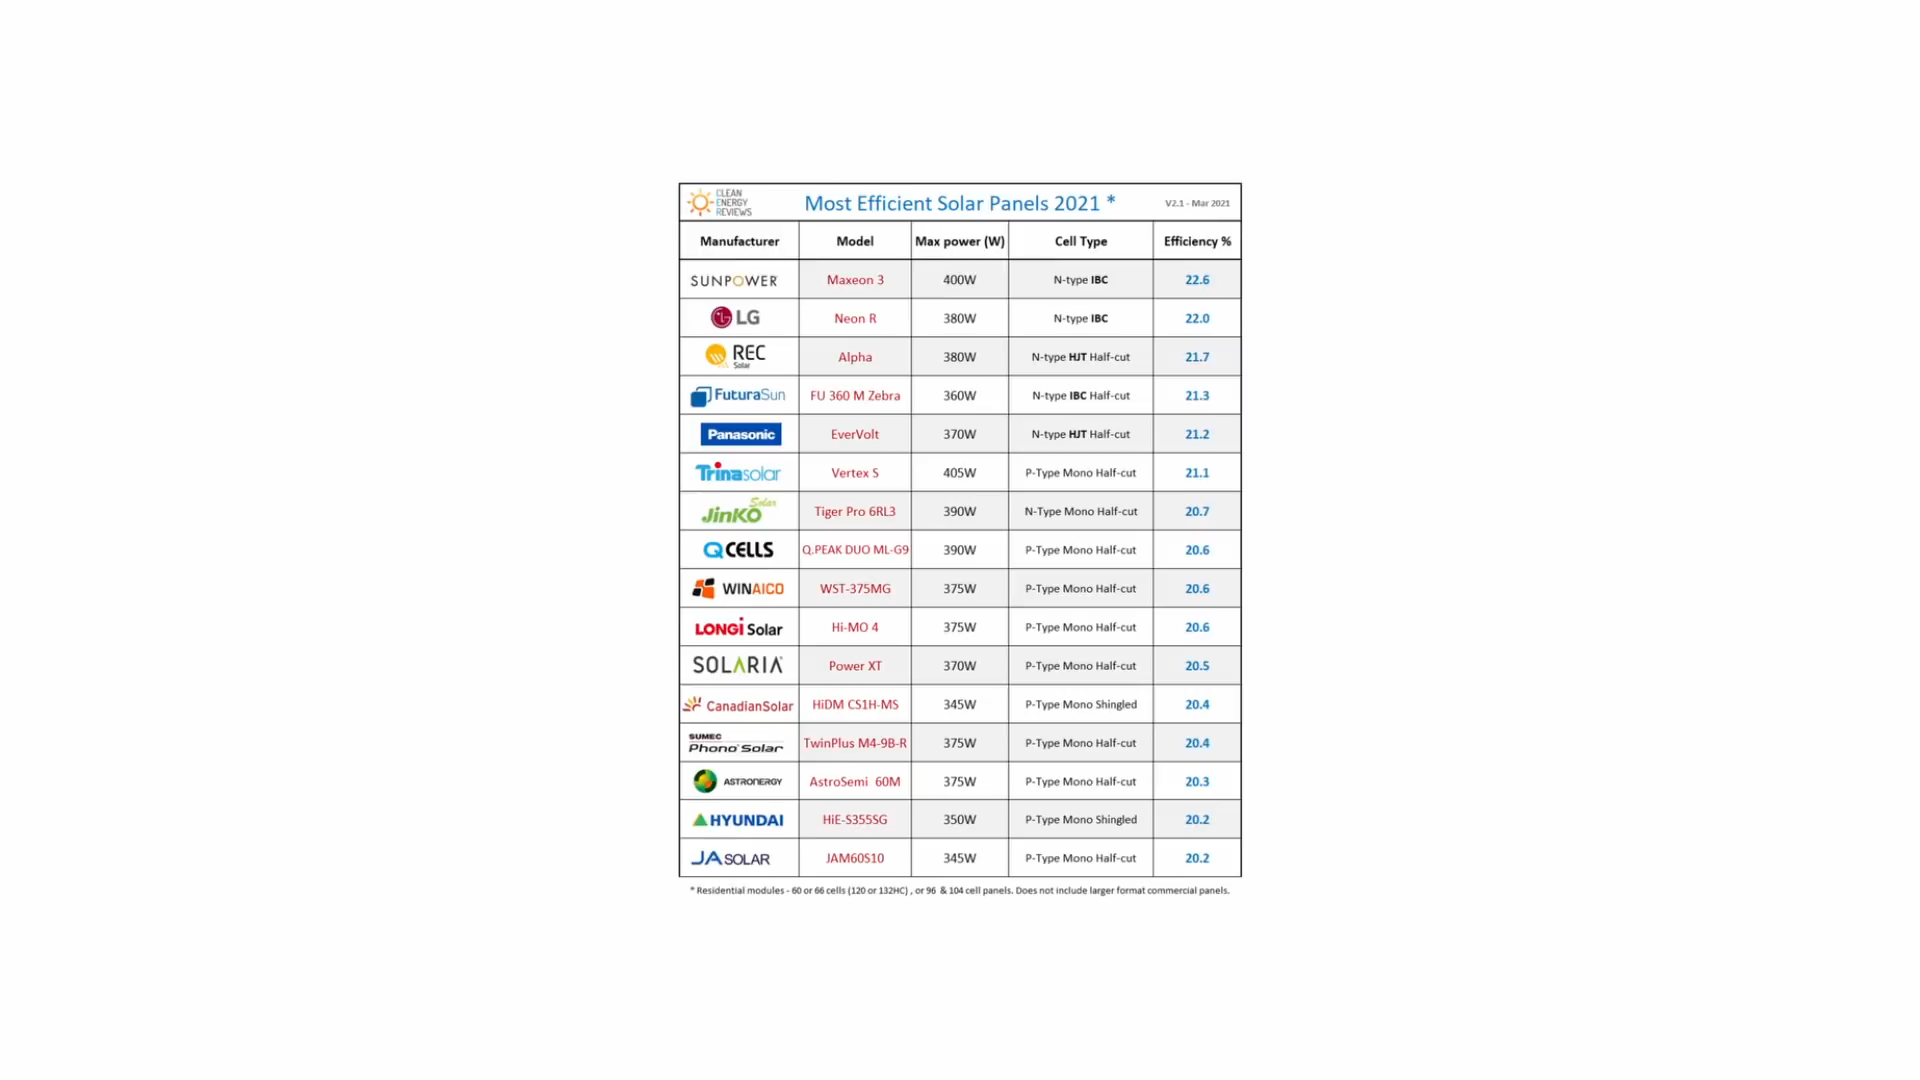 CLEAN
ENERGY
REVIEWS
Most Efficient Solar Panels 2021 *
V2.1 - Mar 2021
Manufacturer Model Max power (W) Cell Type Efficiency %
SUNPOWER Maxeon 3 400W N-type IBC 22.6
LG Neon R 380W N-type IBC 22.0
REC Solar Alpha 380W N-type HJT Half-cut 21.7
FuturaSun FU 360 M Zebra 360W N-type IBC Half-cut 21.3
Panasonic EverVolt 370W N-type HJT Half-cut 21.2
Trinasolar Vertex S 405W P-Type Mono Half-cut 21.1
JinKO Solar Tiger Pro 6RL3 390W N-Type Mono Half-cut 20.7
Q CELLS Q.PEAK DUO ML-G9 390W P-Type Mono Half-cut 20.6
WINAICO WST-375MG 375W P-Type Mono Half-cut 20.6
LONGi Solar Hi-MO 4 375W P-Type Mono Half-cut 20.6
SOLARIA Power XT 370W P-Type Mono Half-cut 20.5
CanadianSolar HiDM CS1H-MS 345W P-Type Mono Shingled 20.4
SUMEC Phono Solar TwinPlus M4-9B-R 375W P-Type Mono Half-cut 20.4
ASTRONERGY AstroSemi 60M 375W P-Type Mono Half-cut 20.3
HYUNDAI HiE-S355SG 350W P-Type Mono Shingled 20.2
JA SOLAR JAM60S10 345W P-Type Mono Half-cut 20.2
* Residential modules - 60 or 66 cells (120 or 132HC) , or 96 & 104 cell panels. Does not include larger format commercial panels.